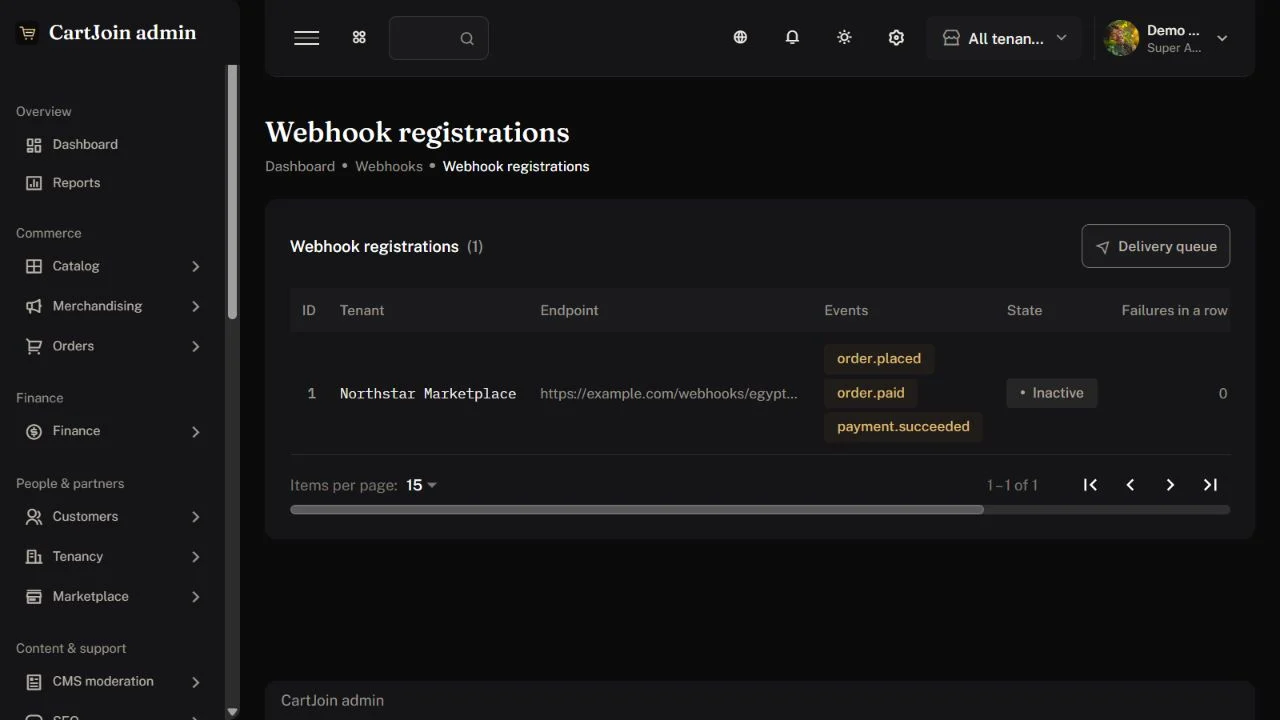 CartJoin admin
All tenan...
Demo ...
Super A...
Overview
Dashboard
Reports
Commerce
Catalog
Merchandising
Orders
Finance
Finance
People & partners
Customers
Tenancy
Marketplace
Content & support
CMS moderation
SEO
Webhook registrations
Dashboard • Webhooks • Webhook registrations
Webhook registrations (1)
Delivery queue
ID Tenant Endpoint Events State Failures in a row
1 Northstar Marketplace https://example.com/webhooks/egypt... order.placed
order.paid
payment.succeeded
• Inactive 0
Items per page: 15
1–1 of 1
CartJoin admin